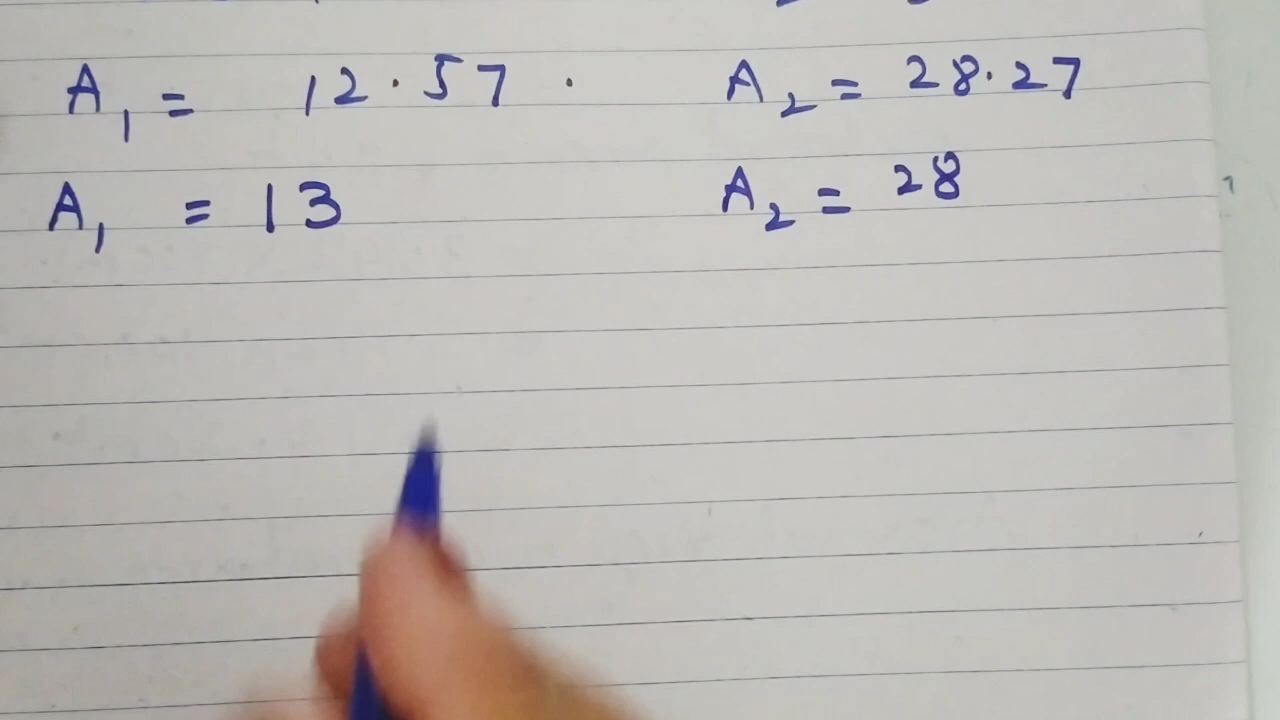 A₁ = 12.57 . A₂ = 28.27
A₁ = 13 A₂ = 28